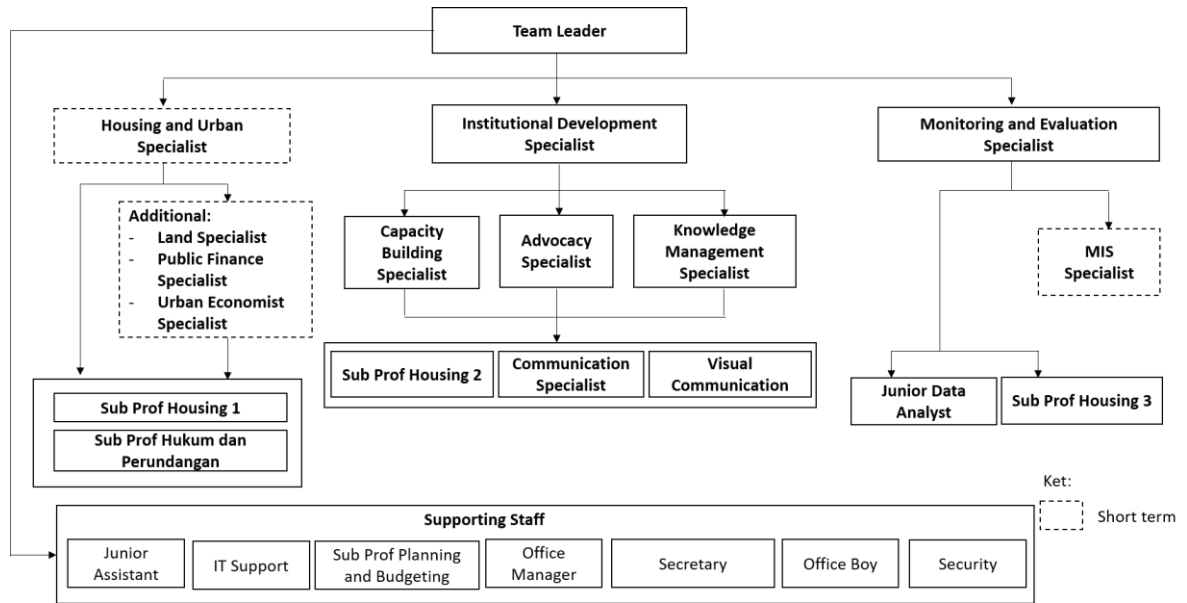 Team Leader
Housing and Urban
Specialist
Institutional Development
Specialist
Monitoring and Evaluation
Specialist
Additional:
- Land Specialist
- Public Finance
Specialist
- Urban Economist
Specialist
Capacity
Building
Specialist
Advocacy
Specialist
Knowledge
Management
Specialist
MIS
Specialist
Sub Prof Housing 1
Sub Prof Hukum dan
Perundangan
Sub Prof Housing 2
Communication
Specialist
Visual
Communication
Junior Data
Analyst
Sub Prof Housing 3
Ket:
Short term
Supporting Staff
Junior
Assistant
IT Support
Sub Prof Planning
and Budgeting
Office
Manager
Secretary
Office Boy
Security